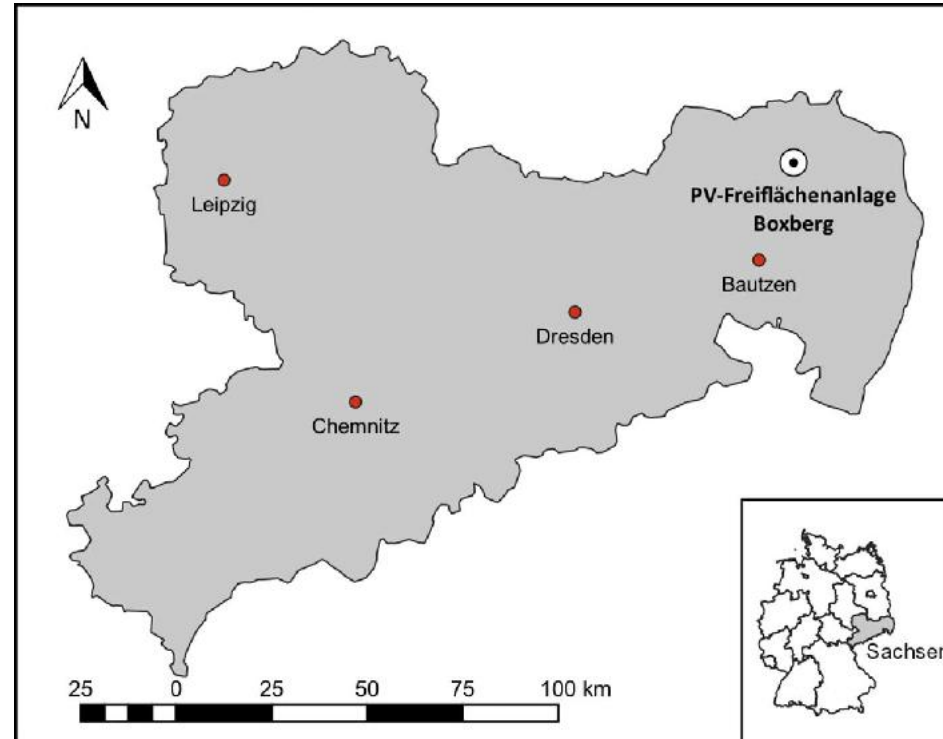 N
Leipzig
PV-Freiflächenanlage
Boxberg
Bautzen
Dresden
Chemnitz
Sachsen
25 0 25 50 75 100 km